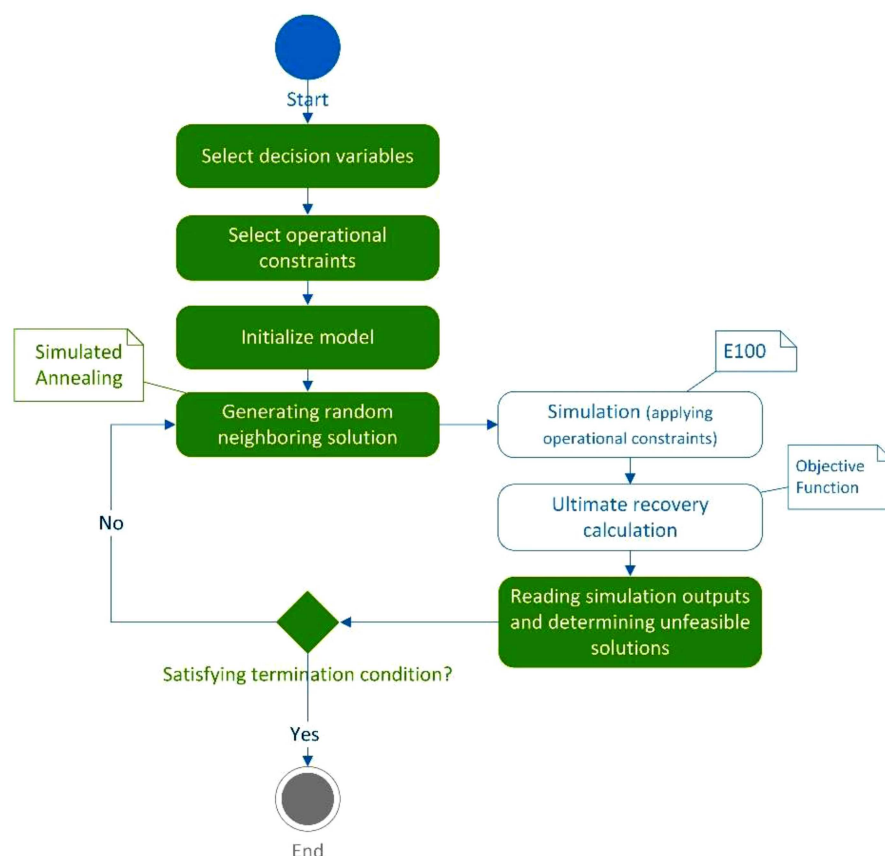 Start
Select decision variables
Select operational
constraints
Initialize model
Simulated
Annealing
Generating random
neighboring solution
E100
Simulation (applying
operational constraints)
Objective
Function
Ultimate recovery
calculation
No
Reading simulation outputs
and determining unfeasible
solutions
Satisfying termination condition?
Yes
End